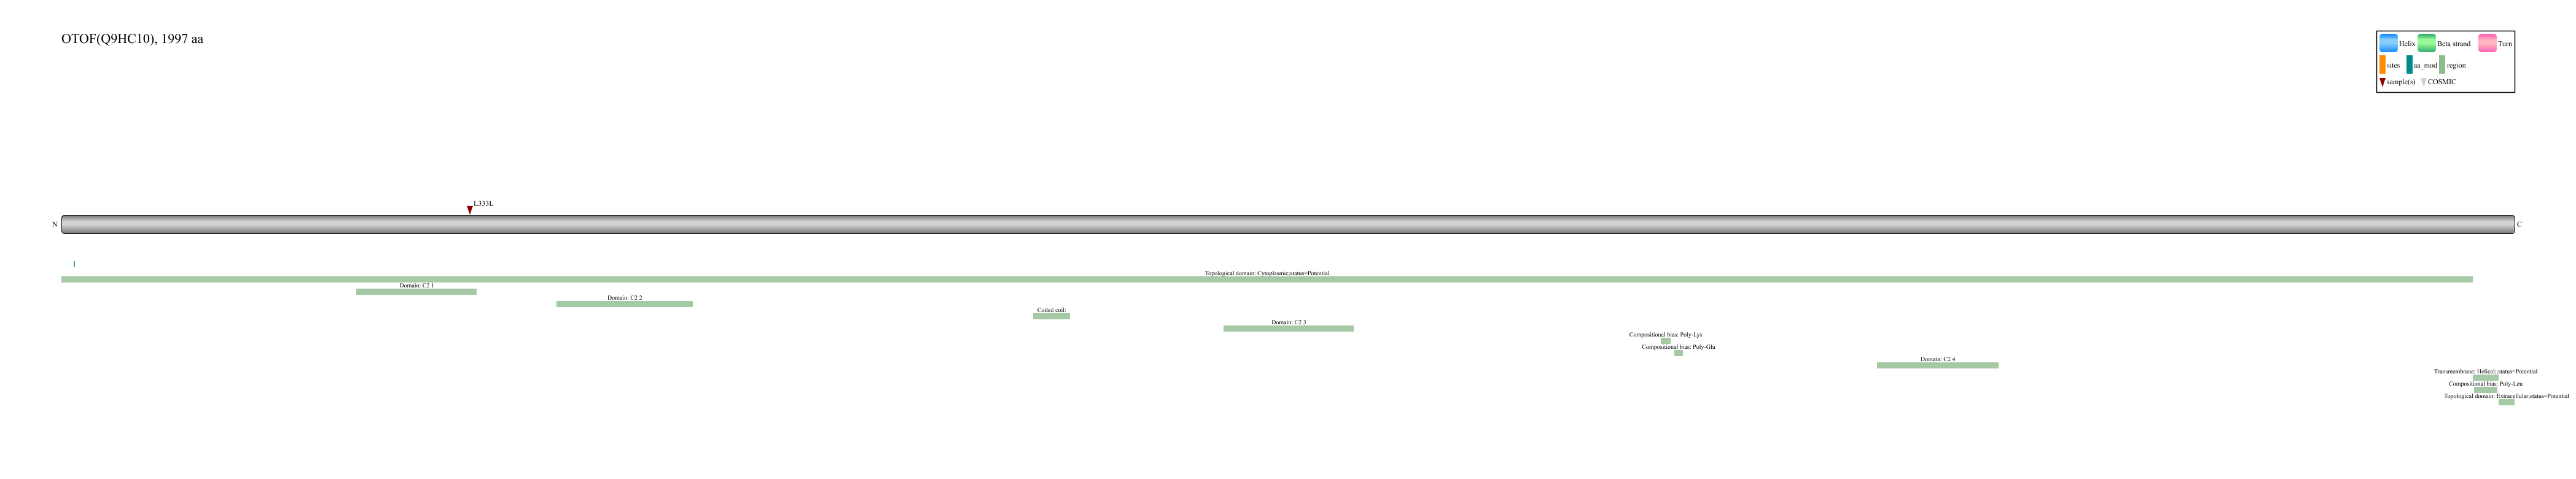 OTOF(Q9HC10), 1997 aa
Helix Beta strand Turn
sites aa_mod region
sample(s) COSMIC
L333L
N C
Topological domain: Cytoplasmic;status=Potential
Domain: C2 1
Domain: C2 2
Coiled coil:
Domain: C2 3
Compositional bias: Poly-Lys
Compositional bias: Poly-Glu
Domain: C2 4
Transmembrane: Helical;;status=Potential
Compositional bias: Poly-Leu
Topological domain: Extracellular;status=Potential